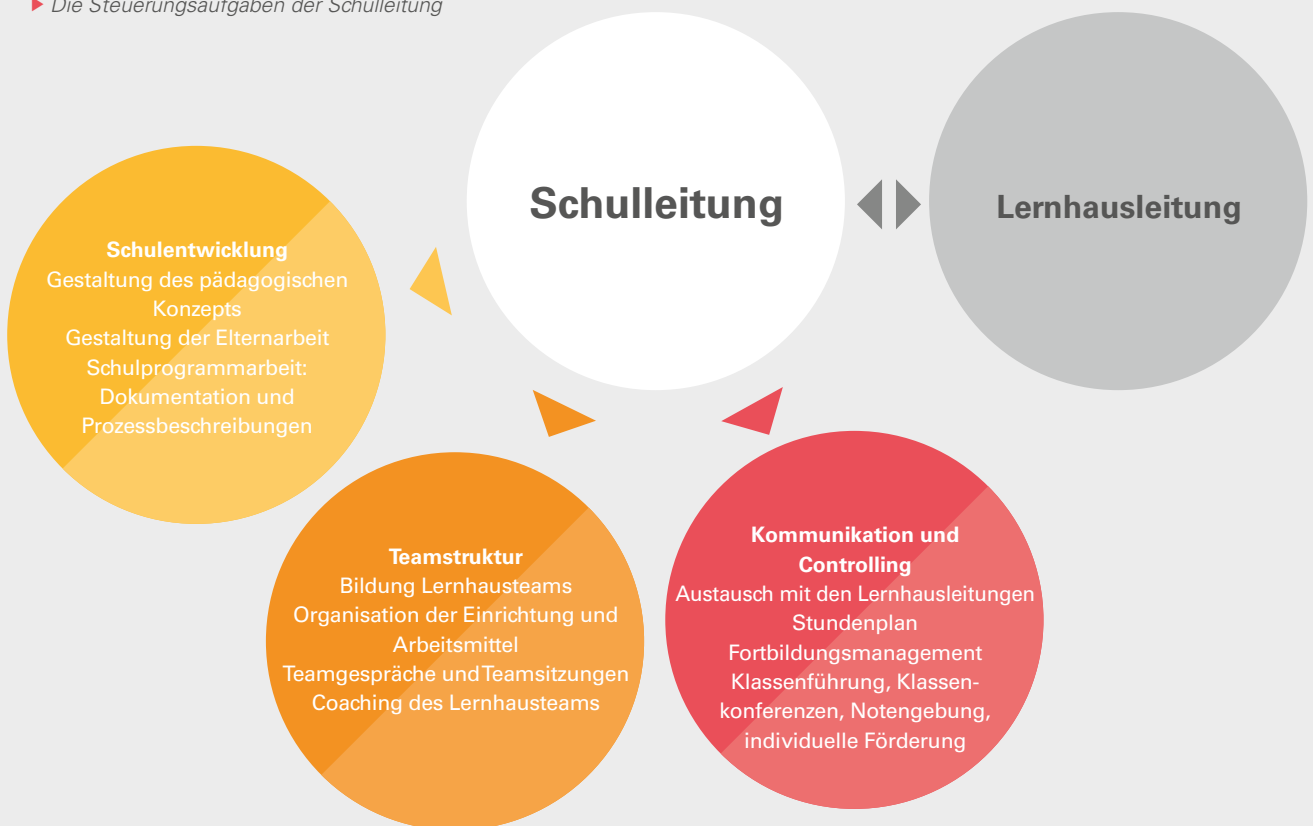 Die Steuerungsaufgaben der Schulleitung
Schulleitung
Lernhausleitung
Schulentwicklung
Gestaltung des pädagogischen
Konzepts
Gestaltung der Elternarbeit
Schulprogrammarbeit:
Dokumentation und
Prozessbeschreibungen
Teamstruktur
Bildung Lernhausteams
Organisation der Einrichtung und
Arbeitsmittel
Teamgespräche und Teamsitzungen
Coaching des Lernhausteams
Kommunikation und
Controlling
Austausch mit den Lernhausleitungen
Stundenplan
Fortbildungsmanagement
Klassenführung, Klassen-
konferenzen, Notengebung,
individuelle Förderung